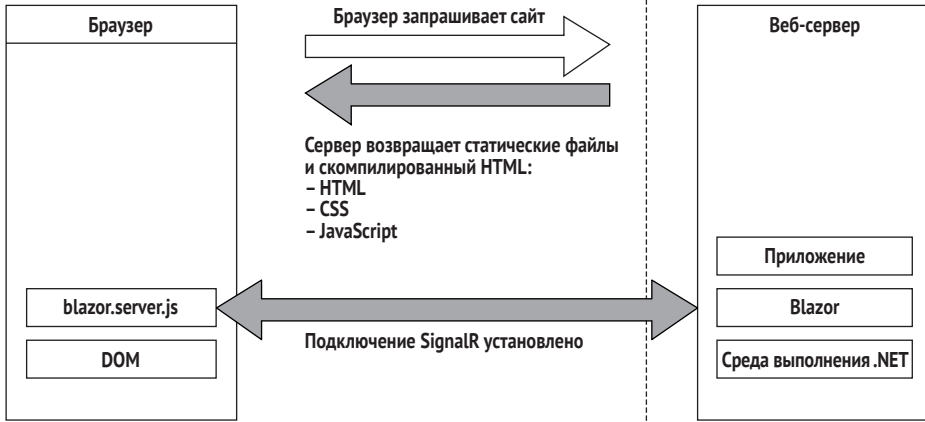 Браузер
Браузер запрашивает сайт
Веб-сервер
Сервер возвращает статические файлы
и скомпилированный HTML:
– HTML
– CSS
– JavaScript
Приложение
blazor.server.js
Blazor
Подключение SignalR установлено
DOM
Среда выполнения .NET